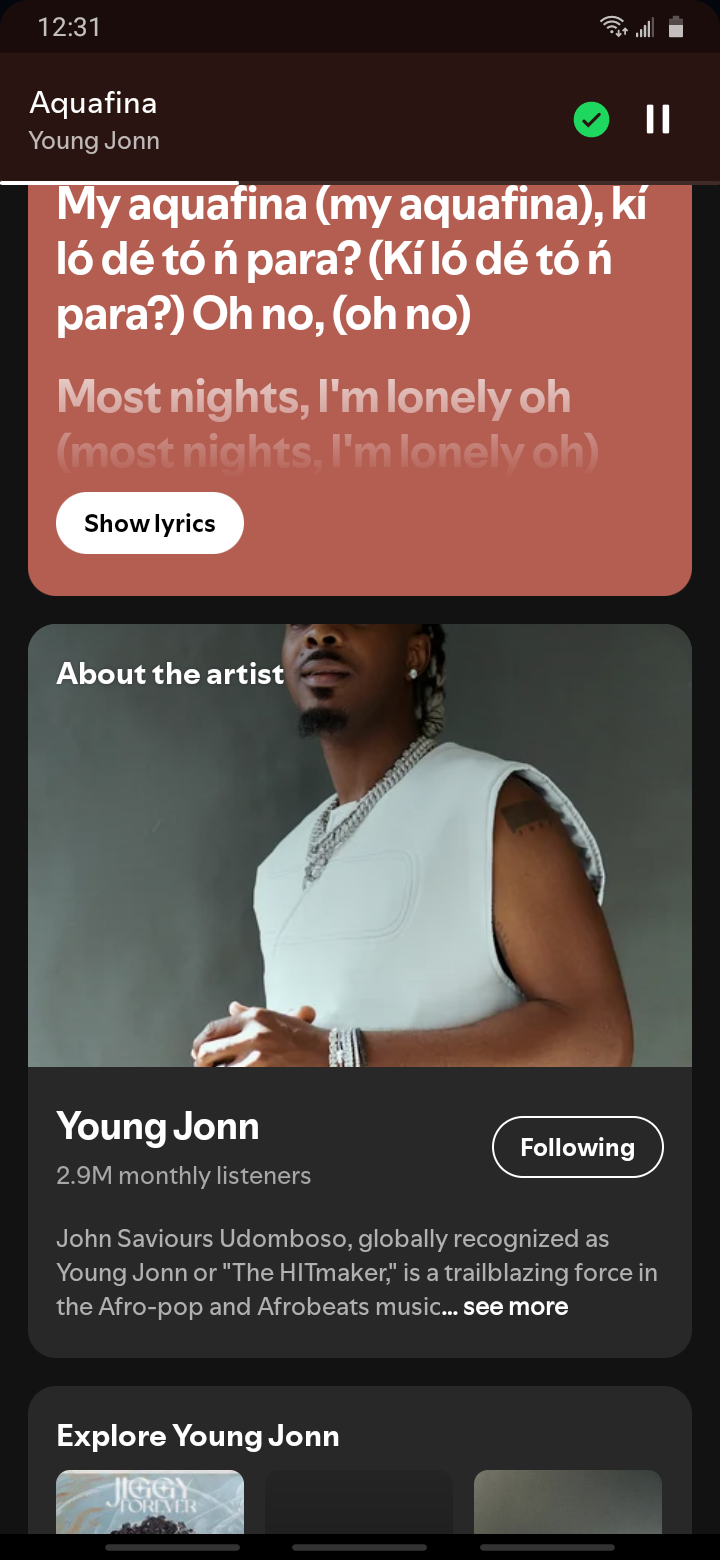 12:31
Aquafina
Young Jonn
My aquafina (my aquafina), kí
ló dé tó ń para? (Kí ló dé tó ń
para?) Oh no, (oh no)
Most nights, I'm lonely oh
(most nights, I'm lonely oh)
Show lyrics
About the artist
Young Jonn
2.9M monthly listeners
Following
John Saviours Udomboso, globally recognized as
Young Jonn or "The HITmaker," is a trailblazing force in
the Afro-pop and Afrobeats music... see more
Explore Young Jonn
JIGGY
FOREVER